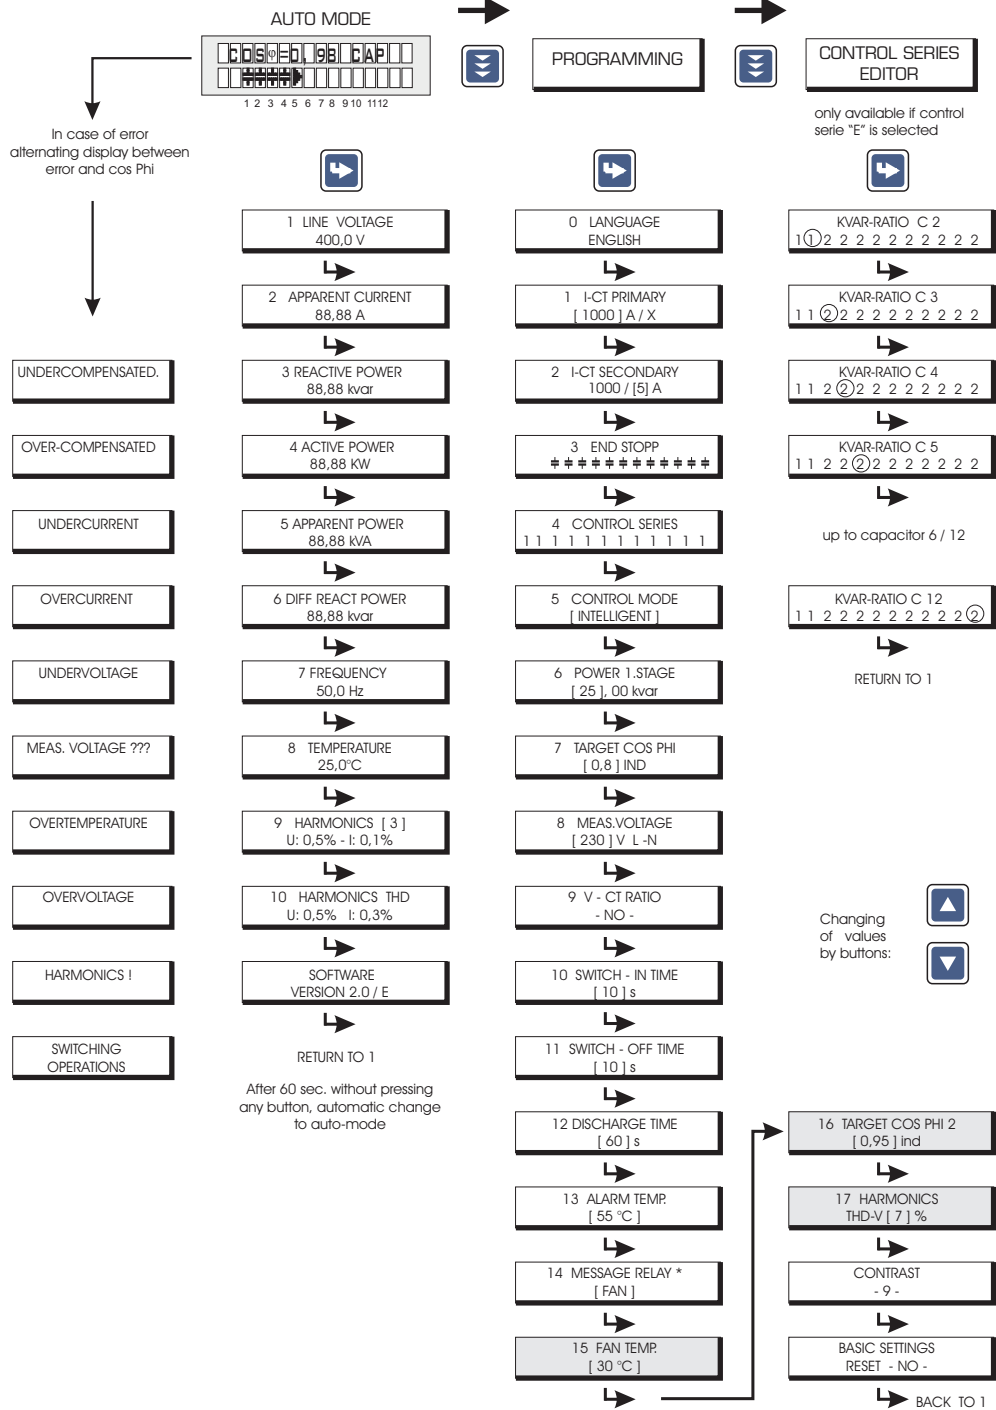 AUTO MODE
COSφ=0,98 CAP
1 2 3 4 5 6 7 8 9 10 11 12
In case of error
alternating display between
error and cos Phi
UNDERCOMPENSATED.
OVER-COMPENSATED
UNDERCURRENT
OVERCURRENT
UNDERVOLTAGE
MEAS. VOLTAGE ???
OVERTEMPERATURE
OVERVOLTAGE
HARMONICS !
SWITCHING
OPERATIONS
1 LINE VOLTAGE
400,0 V
2 APPARENT CURRENT
88,88 A
3 REACTIVE POWER
88,88 kvar
4 ACTIVE POWER
88,88 KW
5 APPARENT POWER
88,88 kVA
6 DIFF REACT POWER
88,88 kvar
7 FREQUENCY
50,0 Hz
8 TEMPERATURE
25,0°C
9 HARMONICS [ 3 ]
U: 0,5% - I: 0,1%
10 HARMONICS THD
U: 0,5% I: 0,3%
SOFTWARE
VERSION 2.0 / E
RETURN TO 1
After 60 sec. without pressing
any button, automatic change
to auto-mode
PROGRAMMING
0 LANGUAGE
ENGLISH
1 I-CT PRIMARY
[ 1000 ] A / X
2 I-CT SECONDARY
1000 / [5] A
3 END STOPP
4 CONTROL SERIES
1 1 1 1 1 1 1 1 1 1 1 1
5 CONTROL MODE
[ INTELLIGENT ]
6 POWER 1.STAGE
[ 25 ], 00 kvar
7 TARGET COS PHI
[ 0,8 ] IND
8 MEAS.VOLTAGE
[ 230 ] V L -N
9 V - CT RATIO
- NO -
10 SWITCH - IN TIME
[ 10 ] s
11 SWITCH - OFF TIME
[ 10 ] s
12 DISCHARGE TIME
[ 60 ] s
13 ALARM TEMP.
[ 55 °C ]
14 MESSAGE RELAY *
[ FAN ]
15 FAN TEMP.
[ 30 °C ]
CONTROL SERIES
EDITOR
only available if control
serie "E" is selected
KVAR-RATIO C 2
1 1 2 2 2 2 2 2 2 2 2 2
KVAR-RATIO C 3
1 1 2 2 2 2 2 2 2 2 2 2
KVAR-RATIO C 4
1 1 2 2 2 2 2 2 2 2 2 2
KVAR-RATIO C 5
1 1 2 2 2 2 2 2 2 2 2 2
up to capacitor 6 / 12
KVAR-RATIO C 12
1 1 2 2 2 2 2 2 2 2 2 2
RETURN TO 1
Changing
of values
by buttons:
16 TARGET COS PHI 2
[ 0,95 ] ind
17 HARMONICS
THD-V [ 7 ] %
CONTRAST
- 9 -
BASIC SETTINGS
RESET - NO -
BACK TO 1